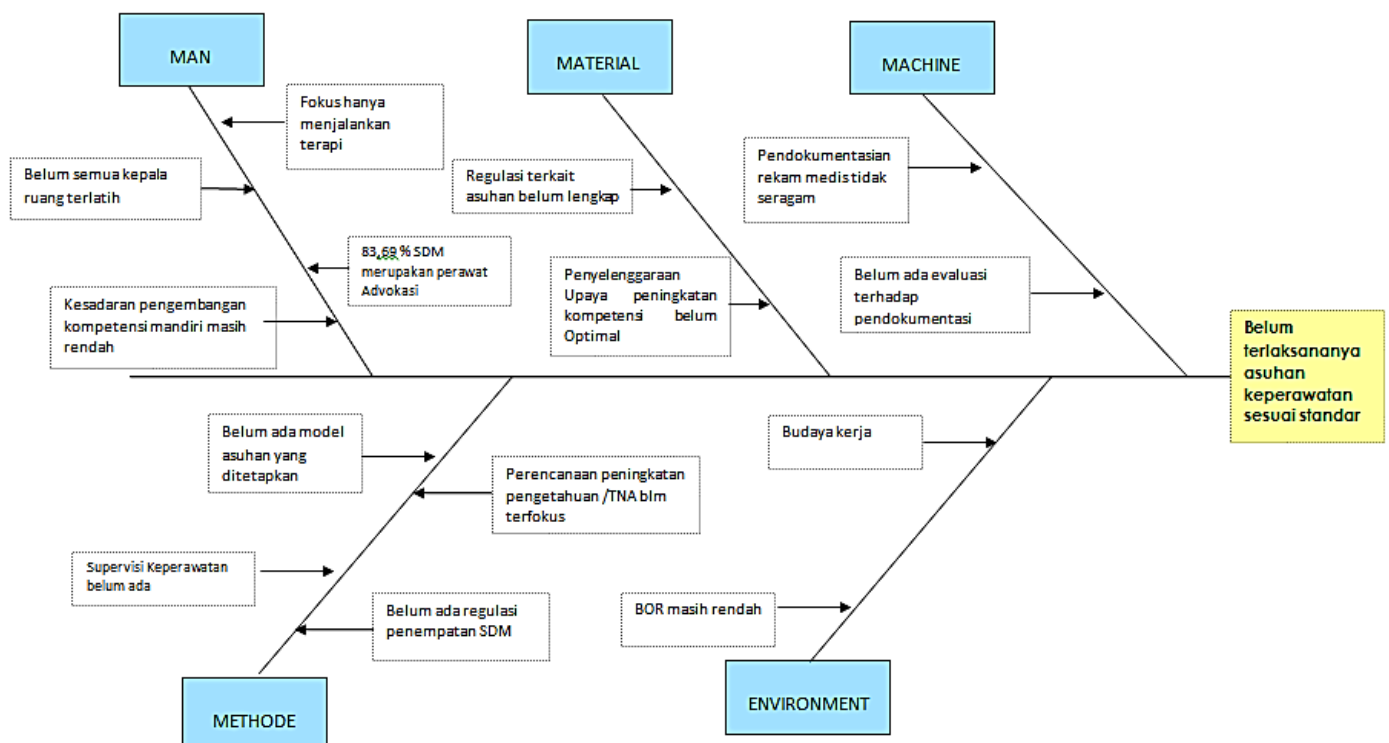 MAN
MATERIAL
MACHINE
Fokus hanya
menjalankan
terapi
Belum semua kepala
ruang terlatih
83,69 % SDM
merupakan perawat
Advokasi
Kesadaran pengembangan
kompetensi mandiri masih
rendah
Regulasi terkait
asuhan belum lengkap
Penyelenggaraan
Upaya peningkatan
kompetensi belum
Optimal
Pendokumentasian
rekam medis tidak
seragam
Belum ada evaluasi
terhadap
pendokumentasi
Belum
terlaksananya
asuhan
keperawatan
sesuai standar
Belum ada model
asuhan yang
ditetapkan
Perencanaan peningkatan
pengetahuan /TNA blm
terfokus
Supervisi Keperawatan
belum ada
Belum ada regulasi
penempatan SDM
Budaya kerja
BOR masih rendah
METHODE
ENVIRONMENT